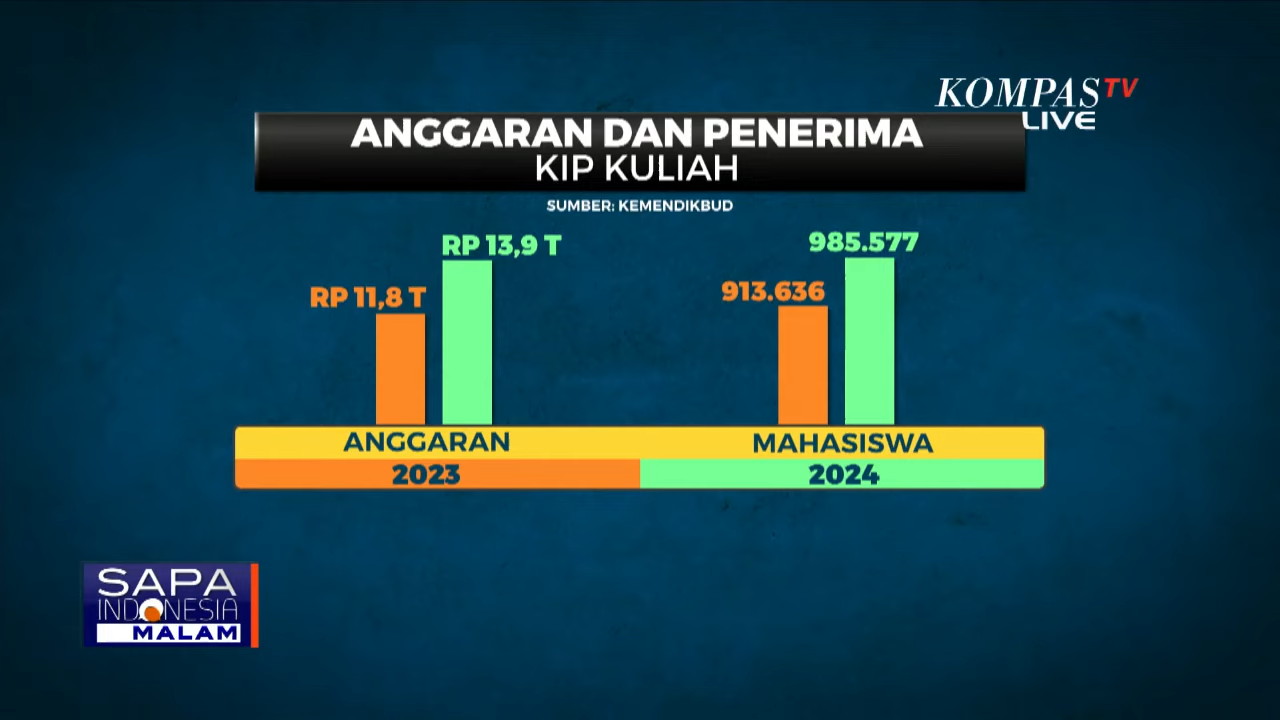 KOMPAS TV
LIVE
ANGGARAN DAN PENERIMA
KIP KULIAH
SUMBER: KEMENDIKBUD
RP 11,8 T
RP 13,9 T
913.636
985.577
ANGGARAN
MAHASISWA
2023
2024
SAPA
INDONESIA
MALAM